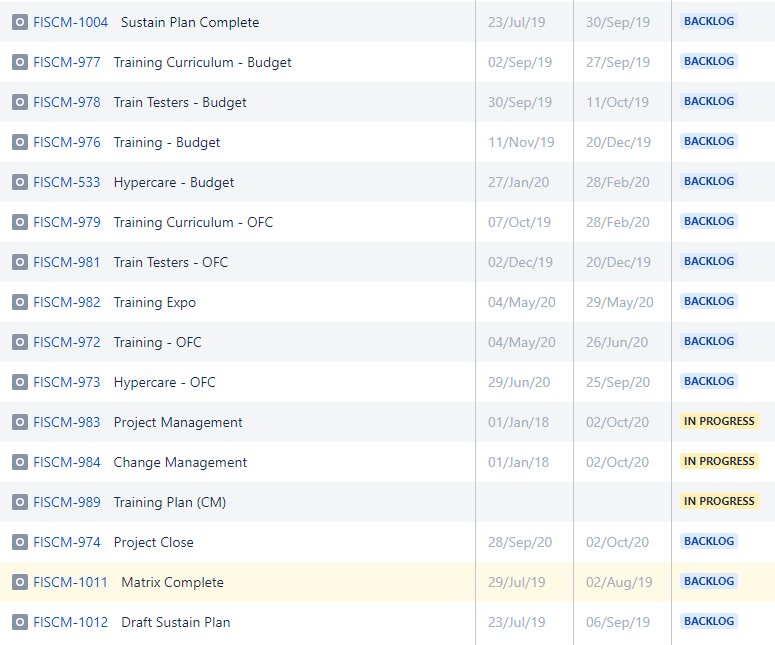 FISCM-1004 Sustain Plan Complete 23/Jul/19 30/Sep/19 BACKLOG
FISCM-977 Training Curriculum - Budget 02/Sep/19 27/Sep/19 BACKLOG
FISCM-978 Train Testers - Budget 30/Sep/19 11/Oct/19 BACKLOG
FISCM-976 Training - Budget 11/Nov/19 20/Dec/19 BACKLOG
FISCM-533 Hypercare - Budget 27/Jan/20 28/Feb/20 BACKLOG
FISCM-979 Training Curriculum - OFC 07/Oct/19 28/Feb/20 BACKLOG
FISCM-981 Train Testers - OFC 02/Dec/19 20/Dec/19 BACKLOG
FISCM-982 Training Expo 04/May/20 29/May/20 BACKLOG
FISCM-972 Training - OFC 04/May/20 26/Jun/20 BACKLOG
FISCM-973 Hypercare - OFC 29/Jun/20 25/Sep/20 BACKLOG
FISCM-983 Project Management 01/Jan/18 02/Oct/20 IN PROGRESS
FISCM-984 Change Management 01/Jan/18 02/Oct/20 IN PROGRESS
FISCM-989 Training Plan (CM) IN PROGRESS
FISCM-974 Project Close 28/Sep/20 02/Oct/20 BACKLOG
FISCM-1011 Matrix Complete 29/Jul/19 02/Aug/19 BACKLOG
FISCM-1012 Draft Sustain Plan 23/Jul/19 06/Sep/19 BACKLOG